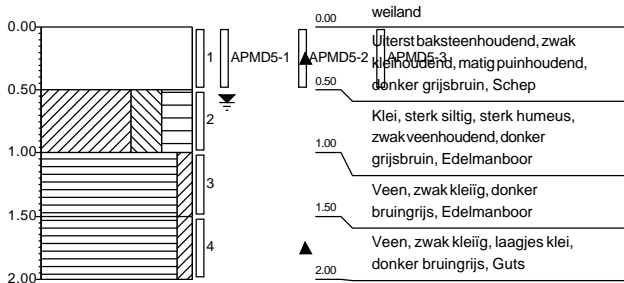 0.00
0.50
1.00
1.50
2.00
1
2
3
4
APMD5-1
APMD5-2
APMD5-3
0.00
weiland
Uiterst baksteenhoudend, zwak
kleihoudend, matig puinhoudend,
donker grijsbruin, Schep
0.50
Klei, sterk siltig, sterk humeus,
zwak veenhoudend, donker
grijsbruin, Edelmanboor
1.00
Veen, zwak kleiïg, donker
bruingrijs, Edelmanboor
1.50
Veen, zwak kleiïg, laagjes klei,
donker bruingrijs, Guts
2.00